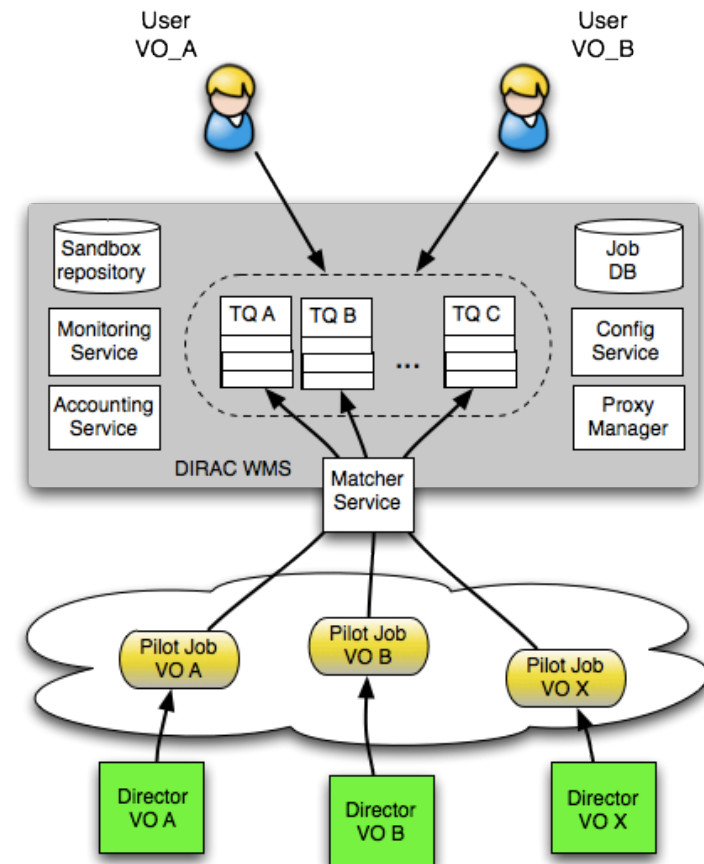 User
VO_A
User
VO_B
Sandbox
repository
Job
DB
TQ A
TQ B
...
TQ C
Monitoring
Service
Config
Service
Accounting
Service
Proxy
Manager
DIRAC WMS
Matcher
Service
Pilot Job
VO A
Pilot Job
VO B
Pilot Job
VO X
Director
VO A
Director
VO B
Director
VO X